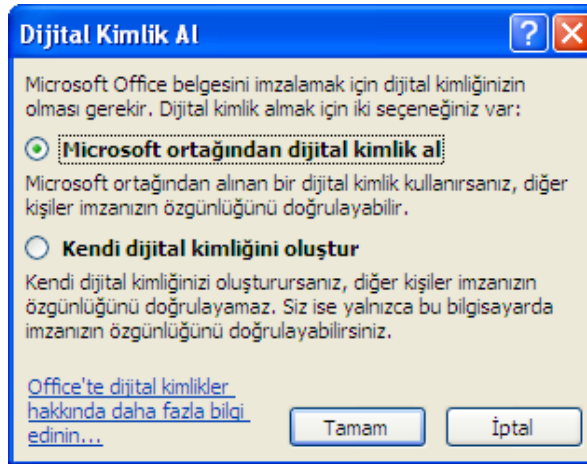 Dijital Kimlik Al
Microsoft Office belgesini imzalamak için dijital kimliğinizin
olması gerekir. Dijital kimlik almak için iki seçeneğiniz var:
Microsoft ortağından dijital kimlik al
Microsoft ortağından alınan bir dijital kimlik kullanırsanız, diğer
kişiler imzanızın özgünlüğünü doğrulayabilir.
Kendi dijital kimliğini oluştur
Kendi dijital kimliğinizi oluşturursanız, diğer kişiler imzanızın
özgünlüğünü doğrulayamaz. Siz ise yalnızca bu bilgisayarda
imzanızın özgünlüğünü doğrulayabilirsiniz.
Office'te dijital kimlikler
hakkında daha fazla bilgi
edinin...
Tamam
İptal